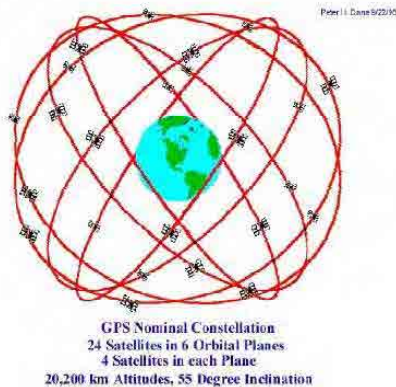 Peter H. Dana 9/22/98
GPS Nominal Constellation
24 Satellites in 6 Orbital Planes
4 Satellites in each Plane
20,200 km Altitudes, 55 Degree Inclination